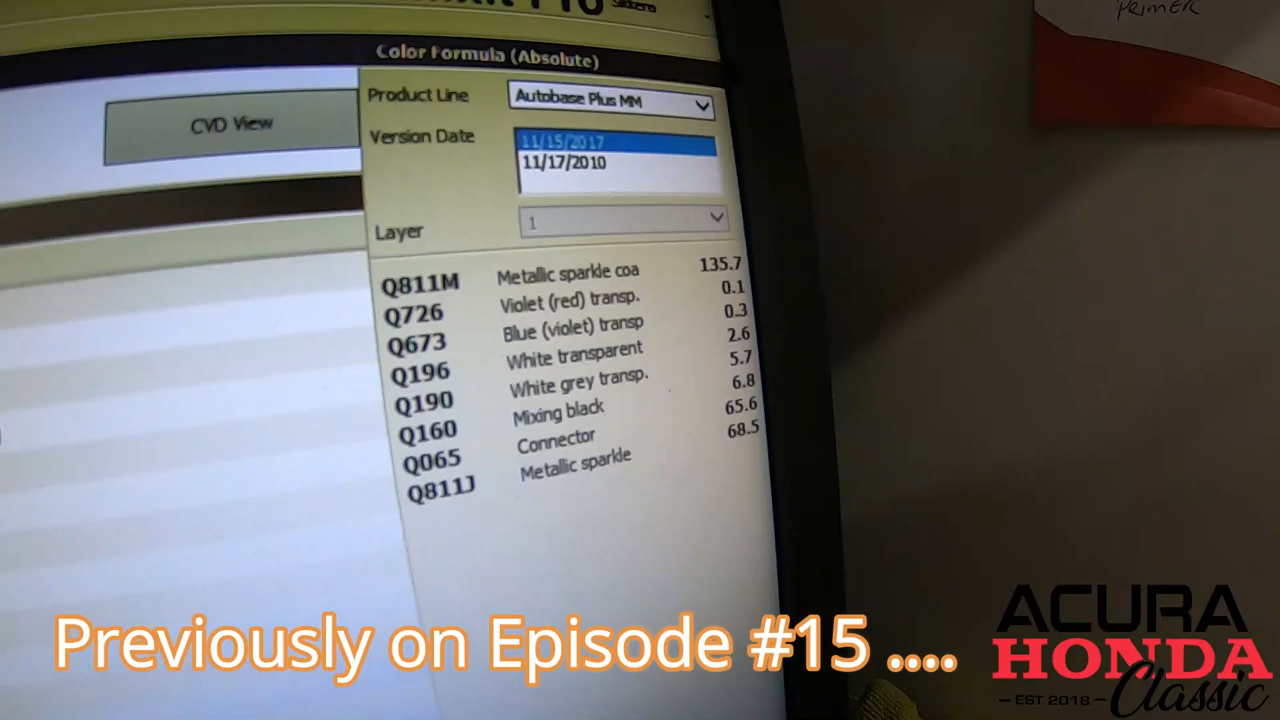 PRIMER
Color Formula (Absolute)
Product Line
Autobase Plus MM
CVD View
Version Date
11/15/2017
11/17/2010
Layer
1
Q811M Metallic sparkle coa 135.7
Q726 Violet (red) transp. 0.1
Q673 Blue (violet) transp 0.3
Q196 White transparent 2.6
Q190 White grey transp. 5.7
Q160 Mixing black 6.8
Q065 Connector 65.6
Q811J Metallic sparkle 68.5
Previously on Episode #15 ....
ACURA
HONDA
EST 2018
Classic